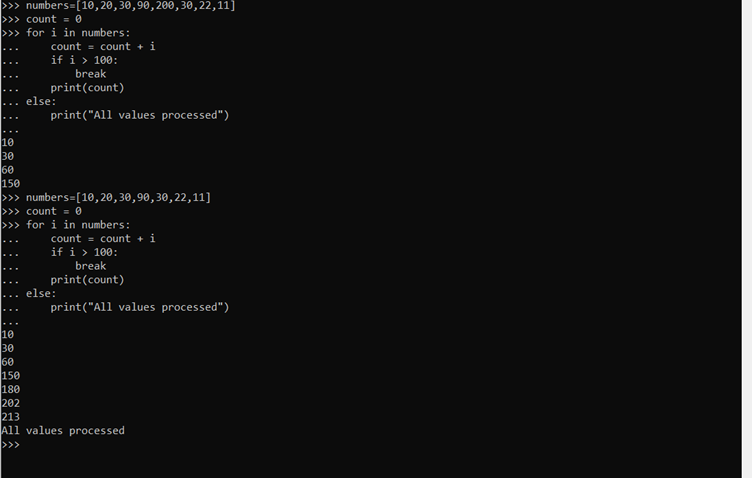 >>> numbers=[10,20,30,90,200,30,22,11]
>>> count = 0
>>> for i in numbers:
...     count = count + i
...     if i > 100:
...         break
...     print(count)
... else:
...     print("All values processed")
...
10
30
60
150
>>> numbers=[10,20,30,90,30,22,11]
>>> count = 0
>>> for i in numbers:
...     count = count + i
...     if i > 100:
...         break
...     print(count)
... else:
...     print("All values processed")
...
10
30
60
150
180
202
213
All values processed
>>>